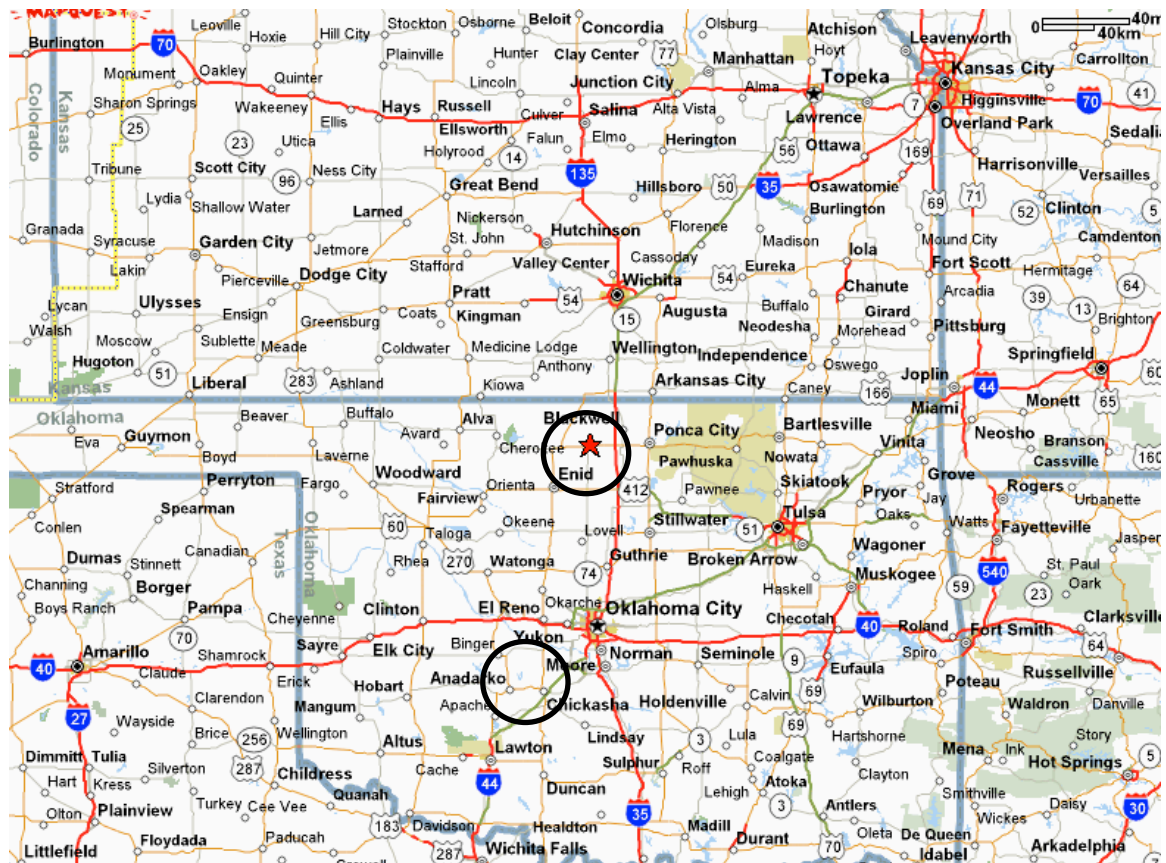 MAPQUEST
Leoville Stockton Osborne Beloit Concordia Olsburg Atchison 40m
Hoxie Hill City Hoyt Leavenworth 40km
Burlington 70 Plainville Hunter Clay Center 77 Manhattan Carrollton
Monument Oakley Quinter Lincoln Junction City Topeka Kansas City
Sharon Springs Wakeeney Hays Russell Culver Salina Alta Vista Alma 7 Higginsville 70 41
Colorado Kansas 25 Ellis Ellsworth Falun Elmo Lawrence Overland Park
23 Utica Holyrood 14 Herington 56 Ottawa 169 Sedalia
Tribune Scott City 96 Ness City 135 Harrisonville
Lydia Shallow Water Great Bend Hillsboro 50 35 Osawatomie Versailles
Larned Nickerson Burlington 69 71 52 Clinton 5
Granada Syracuse Garden City Jetmore St. John Hutchinson Florence Madison Iola Mound City Camdenton
Lakin Pierceville Dodge City Stafford Valley Center Cassoday Eureka Fort Scott Hermitage
Lycan Ulysses Pratt Wichita 54 Chanute 64
Walsh Ensign Greensburg Coats Kingman 54 Augusta Buffalo Girard Arcadia 39 13 Brighton
Moscow Sublette Meade Coldwater Medicine Lodge 15 Wellington Neodesha Morehead Pittsburg
Hugoton 51 Anthony Independence Oswego Springfield
Kansas Liberal 283 Ashland Kiowa Arkansas City Caney 166 Joplin 44 60
Oklahoma Beaver Buffalo Alva Blackwell Miami Monett 65
Eva Guymon Avard Cherokee Ponca City Bartlesville Vinita Neosho Branson
Boyd Laverne Woodward Enid Pawhuska Nowata Cassville 160
Stratford Perryton Fargo Fairview Orienta 412 Pawnee Skiatook Grove Rogers
Conlen Spearman Oklahoma 60 Okeene Stillwater 51 Tulsa Pryor Jay Urbanette
Texas Taloga Lovell Oaks Watts Fayetteville
Dumas Stinnett Canadian Rhea 270 Watonga Guthrie Broken Arrow Wagoner Jasper
Channing Borger 74 Haskell Muskogee 59 540 St. Paul
Boys Ranch Pampa Cheyenne Clinton El Reno Okarche Oklahoma City Checotah 23 Ozark
70 Sayre Binger Yukon 40 Roland Fort Smith Clarksville
Amarillo Shamrock Elk City Norman Seminole 9 Spiro 64
40 Claude Erick Hobart Anadarko Moore Eufaula Russellville
27 Clarendon Mangum Apache Chickasha Holdenville Calvin 69 Wilburton Poteau Waldron Danville
Wayside Brice 256 Wellington Altus Lindsay 3 Lula 69 Hartshorne Story
Dimmitt Tulia Silverton 287 Cache Lawton Sulphur Roff Coalgate Mena Ink 5
Hart Kress Childress 44 Duncan Lehigh Atoka Clayton Hot Springs
Olton Plainview Turkey Cee Vee Quanah 35 3 Antlers Smithville Daisy 30
183 Davidson Healdton Madill Oleta Wickes
Littlefield Floydada Paducah 287 Wichita Falls Durant 70 De Queen Arkadelphia
Crowell Idabel Delight